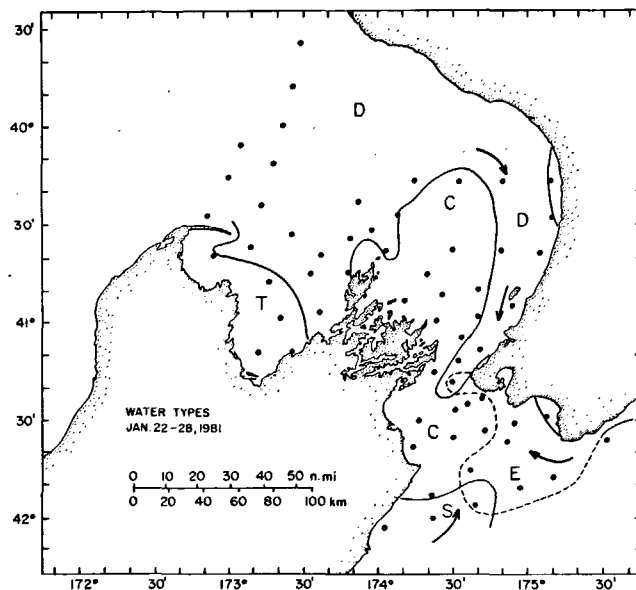 30'
40°
30'
41°
30'
42°
D
C
D
T
C
E
S
WATER TYPES
JAN. 22-28, 1981
0 10 20 30 40 50 n.mi
0 20 40 60 80 100 km
172° 30' 173° 30' 174° 30' 175° 30'